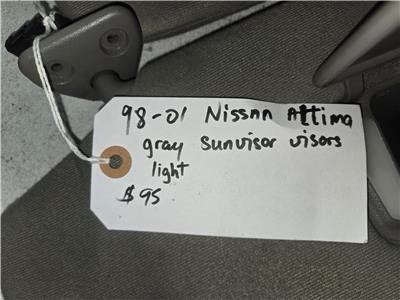 98-01 Nissan Altima
gray sunvisor visors
light
$95